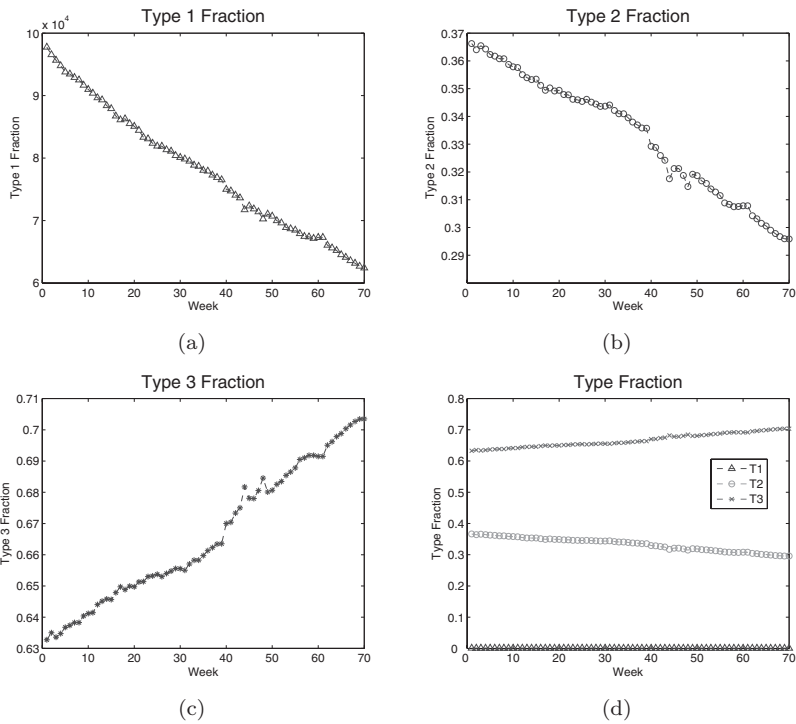 Type 1 Fraction
x 10⁴
10
9
8
7
6
Type 1 Fraction
0 10 20 30 40 50 60 70
Week
(a)
Type 2 Fraction
0.37
0.36
0.35
0.34
0.33
0.32
0.31
0.3
0.29
Type 2 Fraction
0 10 20 30 40 50 60 70
Week
(b)
Type 3 Fraction
0.71
0.7
0.69
0.68
0.67
0.66
0.65
0.64
0.63
Type 3 Fraction
0 10 20 30 40 50 60 70
Week
(c)
Type Fraction
0.8
0.7
0.6
0.5
0.4
0.3
0.2
0.1
0
Type Fraction
T1
T2
T3
0 10 20 30 40 50 60 70
Week
(d)